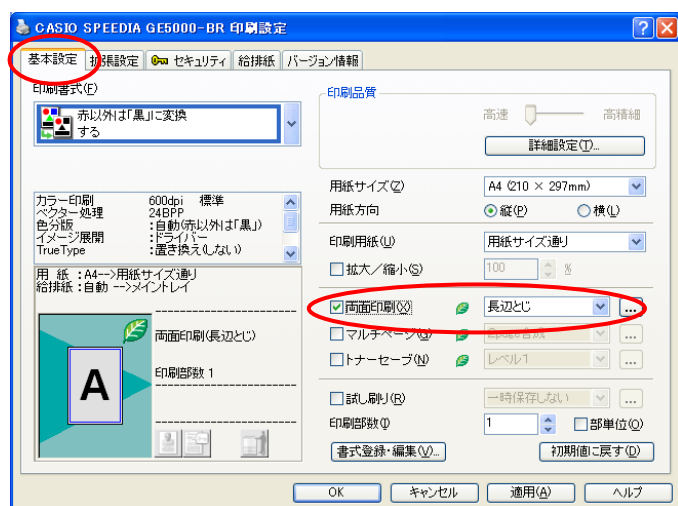 CASIO SPEEDIA GE5000-BR 印刷設定
基本設定 拡張設定 セキュリティ 給排紙 バージョン情報
印刷書式(F)
赤以外は「黒」に変換
する
カラー印刷 600dpi 標準
ベクター処理 24BPP
色分版 :自動(赤以外は「黒」)
イメージ展開 :ドライバー
TrueType :置き換え(しない)
用 紙 :A4-->用紙サイズ通り
給排紙 :自動 -->メイントレイ
両面印刷(長辺とじ)
印刷部数 1
A
印刷品質
高速 高精細
詳細設定(T)...
用紙サイズ(Z) A4 (210 × 297mm)
用紙方向 縦(P) 横(L)
印刷用紙(U) 用紙サイズ通り
拡大/縮小(S) 100 %
両面印刷(X) 長辺とじ ...
マルチページ(G) ...
トナーセーブ(N) レベル1 ...
試し刷り(R) 一時保存しない ...
印刷部数(I) 1 部単位(O)
書式登録・編集(V)... 初期値に戻す(D)
OK キャンセル 適用(A) ヘルプ